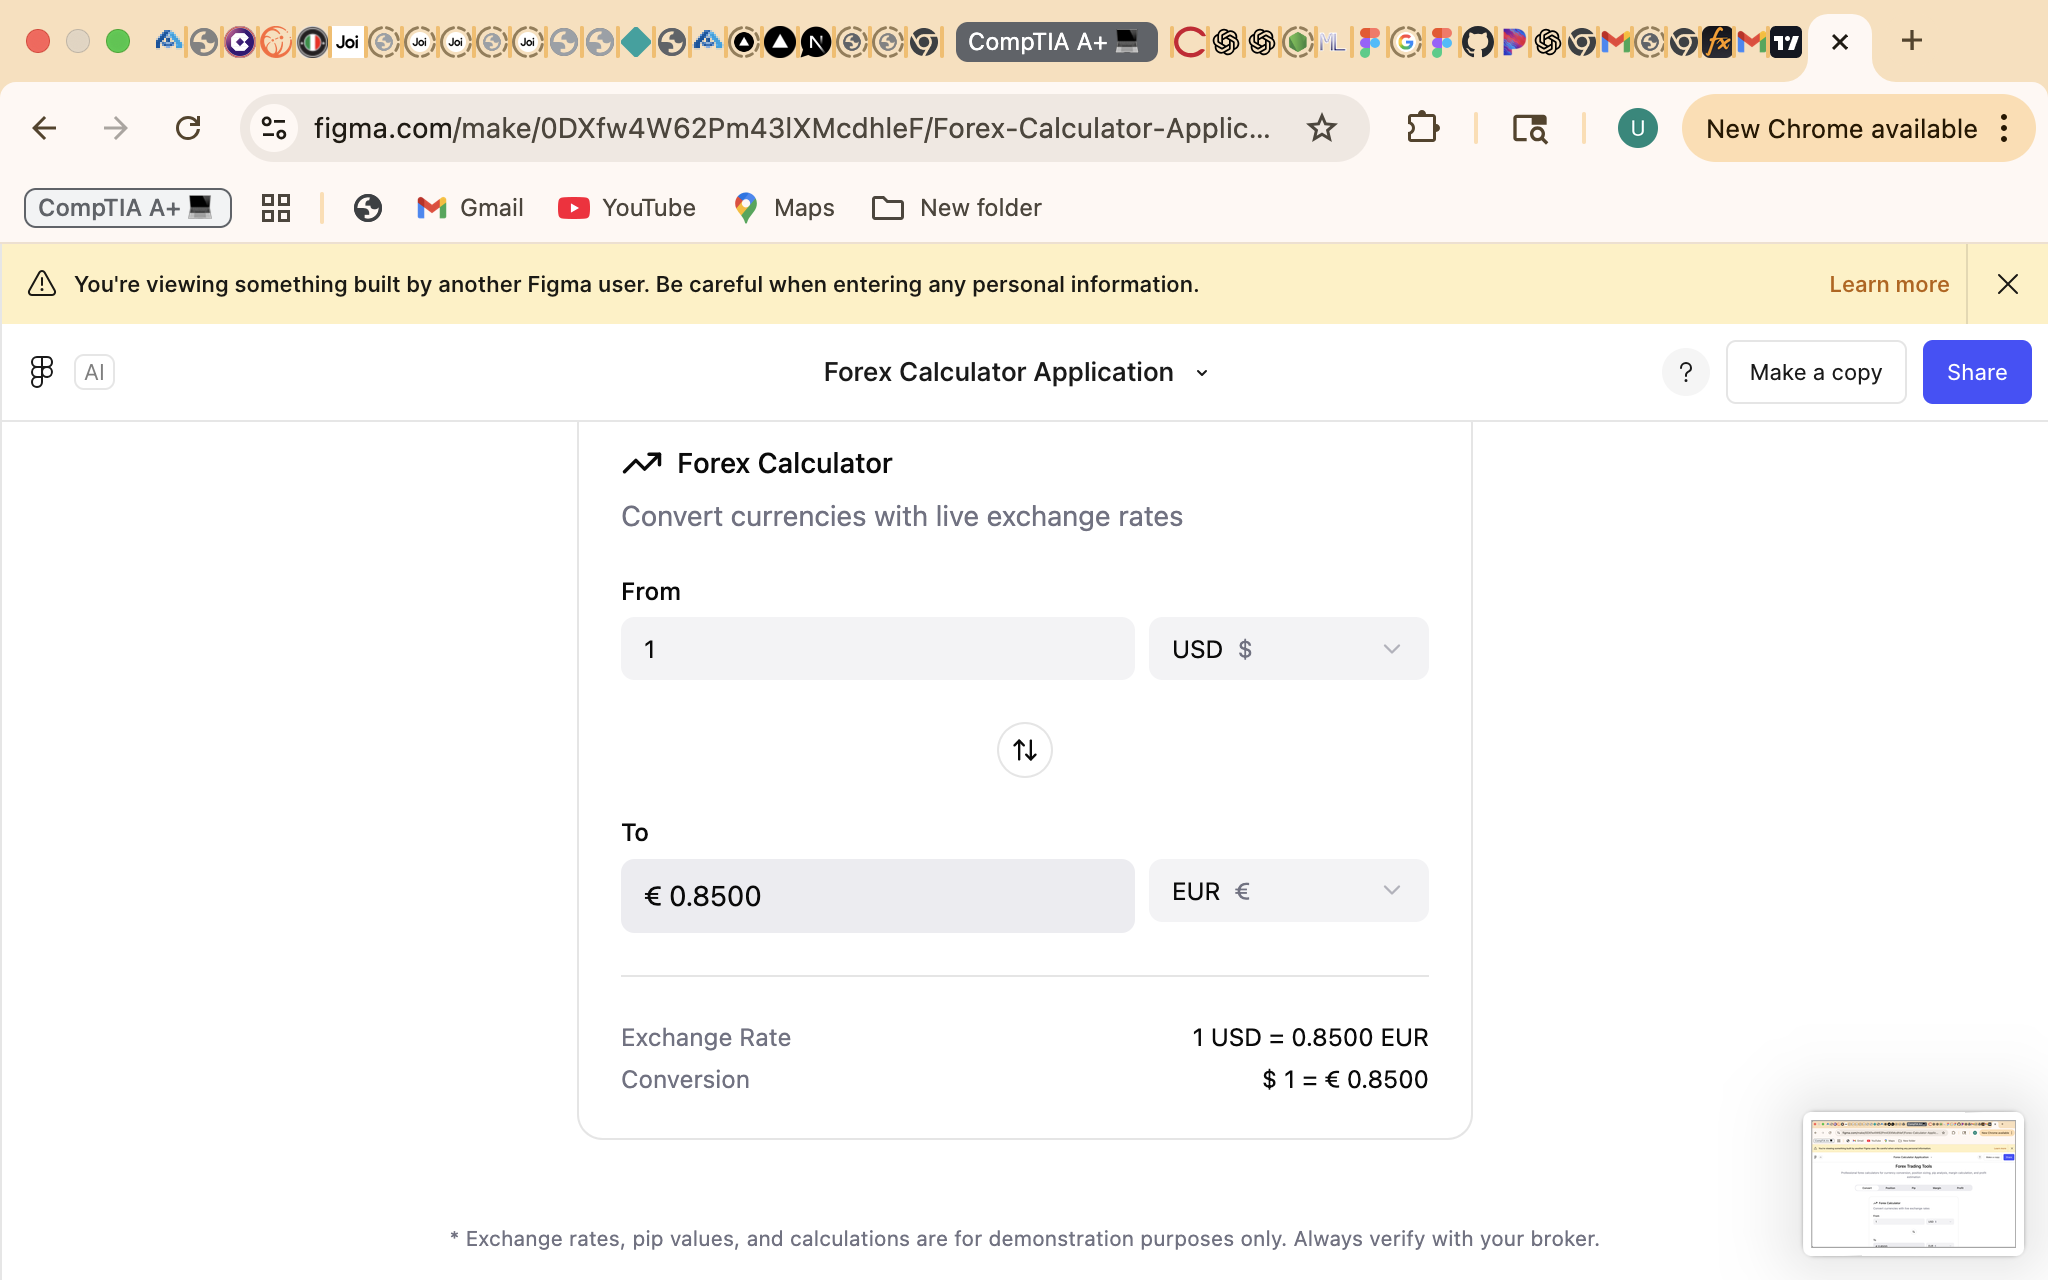 Joi
Joi
Joi
Joi
N
CompTIA A+
ML
fx
figma.com/make/0DXfw4W62Pm43lXMcdhleF/Forex-Calculator-Applic...
U
New Chrome available
CompTIA A+
Gmail
YouTube
Maps
New folder
You're viewing something built by another Figma user. Be careful when entering any personal information.
Learn more
AI
Forex Calculator Application
?
Make a copy
Share
Forex Calculator
Convert currencies with live exchange rates
From
1
USD $
To
€ 0.8500
EUR €
Exchange Rate
1 USD = 0.8500 EUR
Conversion
$ 1 = € 0.8500
* Exchange rates, pip values, and calculations are for demonstration purposes only. Always verify with your broker.
Forex Trading Tools